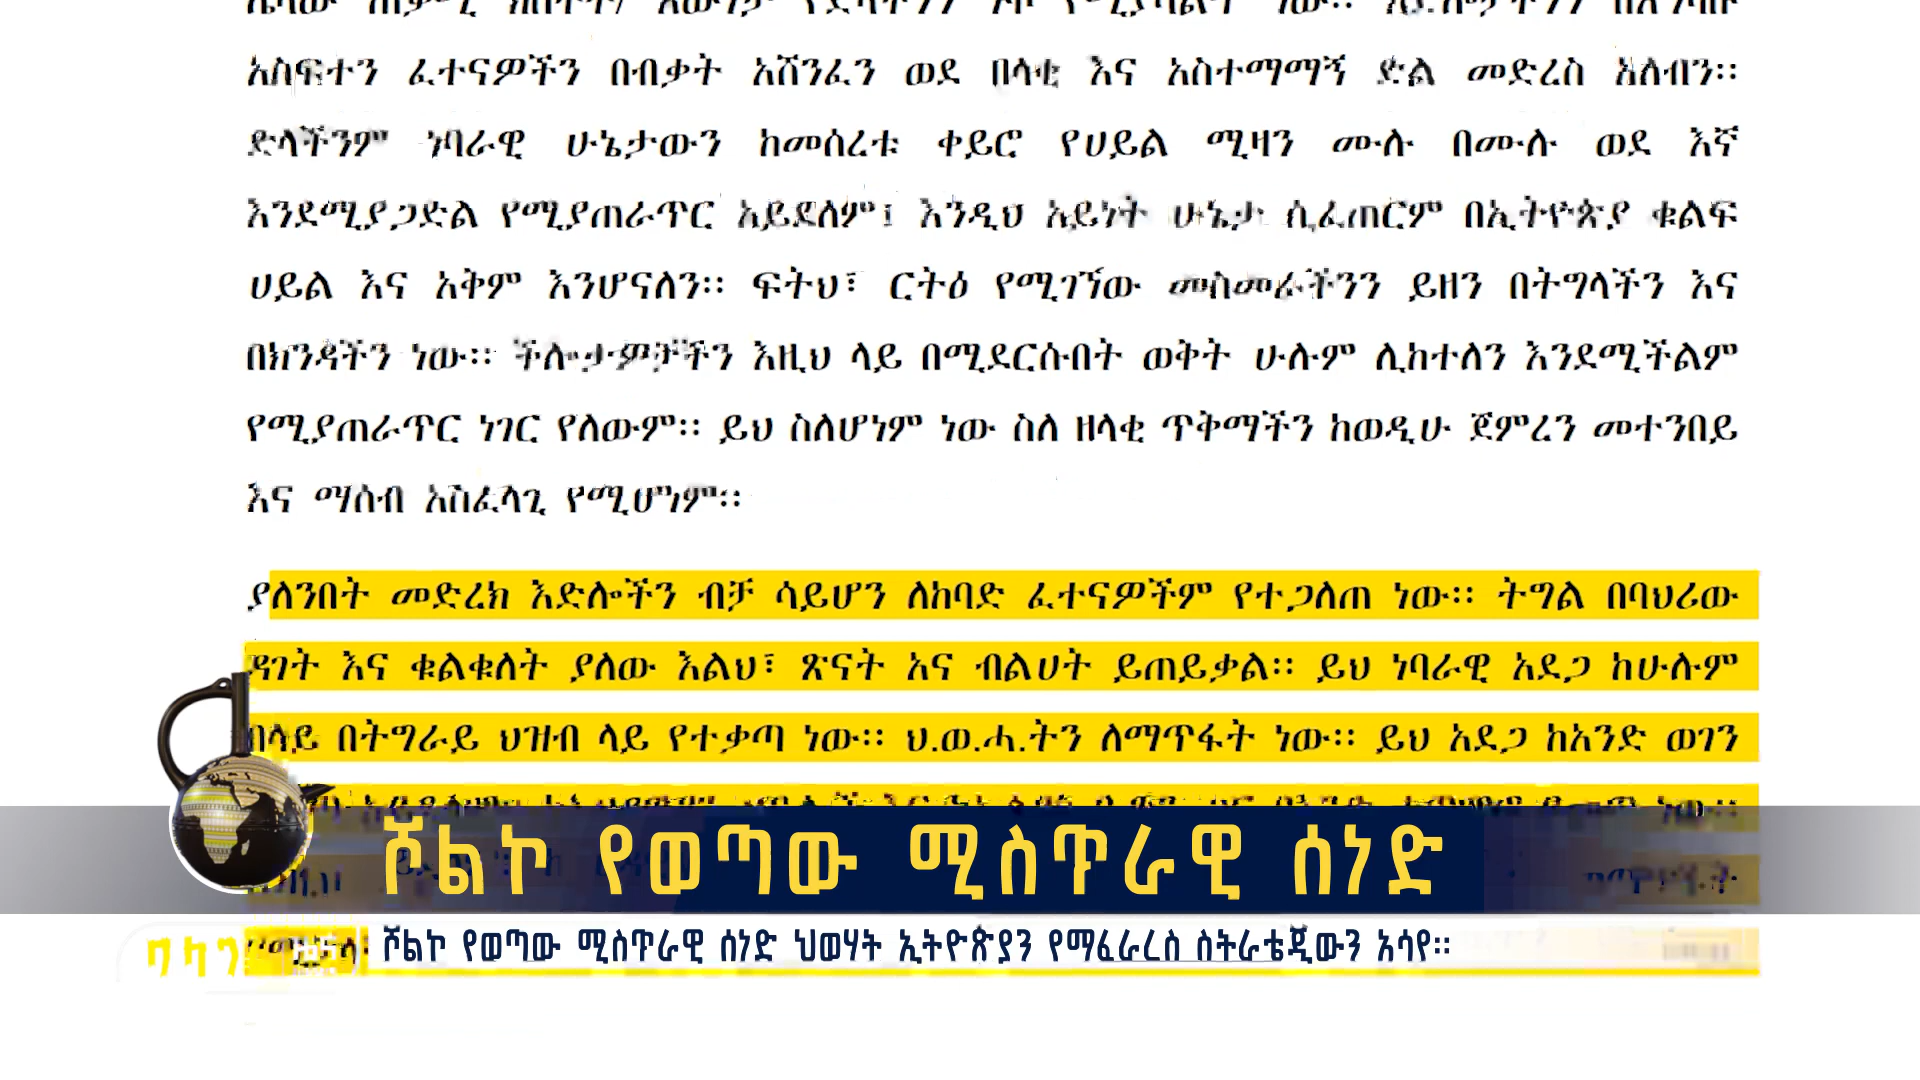 አስፍተን ፈተናዎችን በብቃት አሸንፈን ወደ በላቂ እና አስተማማኝ ድል መድረስ አለብን፡፡
ድላችንም ነባራዊ ሁኔታውን ከመሰረቱ ቀይሮ የሀይል ሚዛን ሙሉ በሙሉ ወደ እኛ
እንደሚያጋድል የሚያጠራጥር አይደለም፤ እንዲህ አይነት ሁኔታ ሲፈጠርም በኢትዮጵያ ቁልፍ
ሀይል እና አቅም እንሆናለን፡፡ ፍትህ፣ ርትዕ የሚገኘው መስመራችንን ይዘን በትግላችን እና
በክንዳችን ነው፡፡ ችሎታዎቻችን እዚህ ላይ በሚደርሱበት ወቅት ሁሉም ሊከተለን እንደሚችልም
የሚያጠራጥር ነገር የለውም፡፡ ይህ ስለሆነም ነው ስለ ዘላቂ ጥቅማችን ከወዲሁ ጀምረን መተንበይ
እና ማሰብ አስፈላጊ የሚሆነም፡፡
ያለንበት መድረክ እድሎችን ብቻ ሳይሆን ለከባድ ፈተናዎችም የተጋለጠ ነው፡፡ ትግል በባህሪው
ዳገት እና ቁልቁለት ያለው እልህ፣ ጽናት አና ብልሀት ይጠይቃል፡፡ ይህ ነባራዊ አደጋ ከሁሉም
በላይ በትግራይ ህዝብ ላይ የተቃጣ ነው፡፡ ህ.ወ.ሓ.ትን ለማጥፋት ነው፡፡ ይህ አደጋ ከአንድ ወገን
ሾልኮ የወጣው ሚስጥራዊ ሰነድ
ሾልኮ የወጣው ሚስጥራዊ ሰነድ ህወሃት ኢትዮጵያን የማፈራረስ ስትራቴጂውን አሳየ፡፡